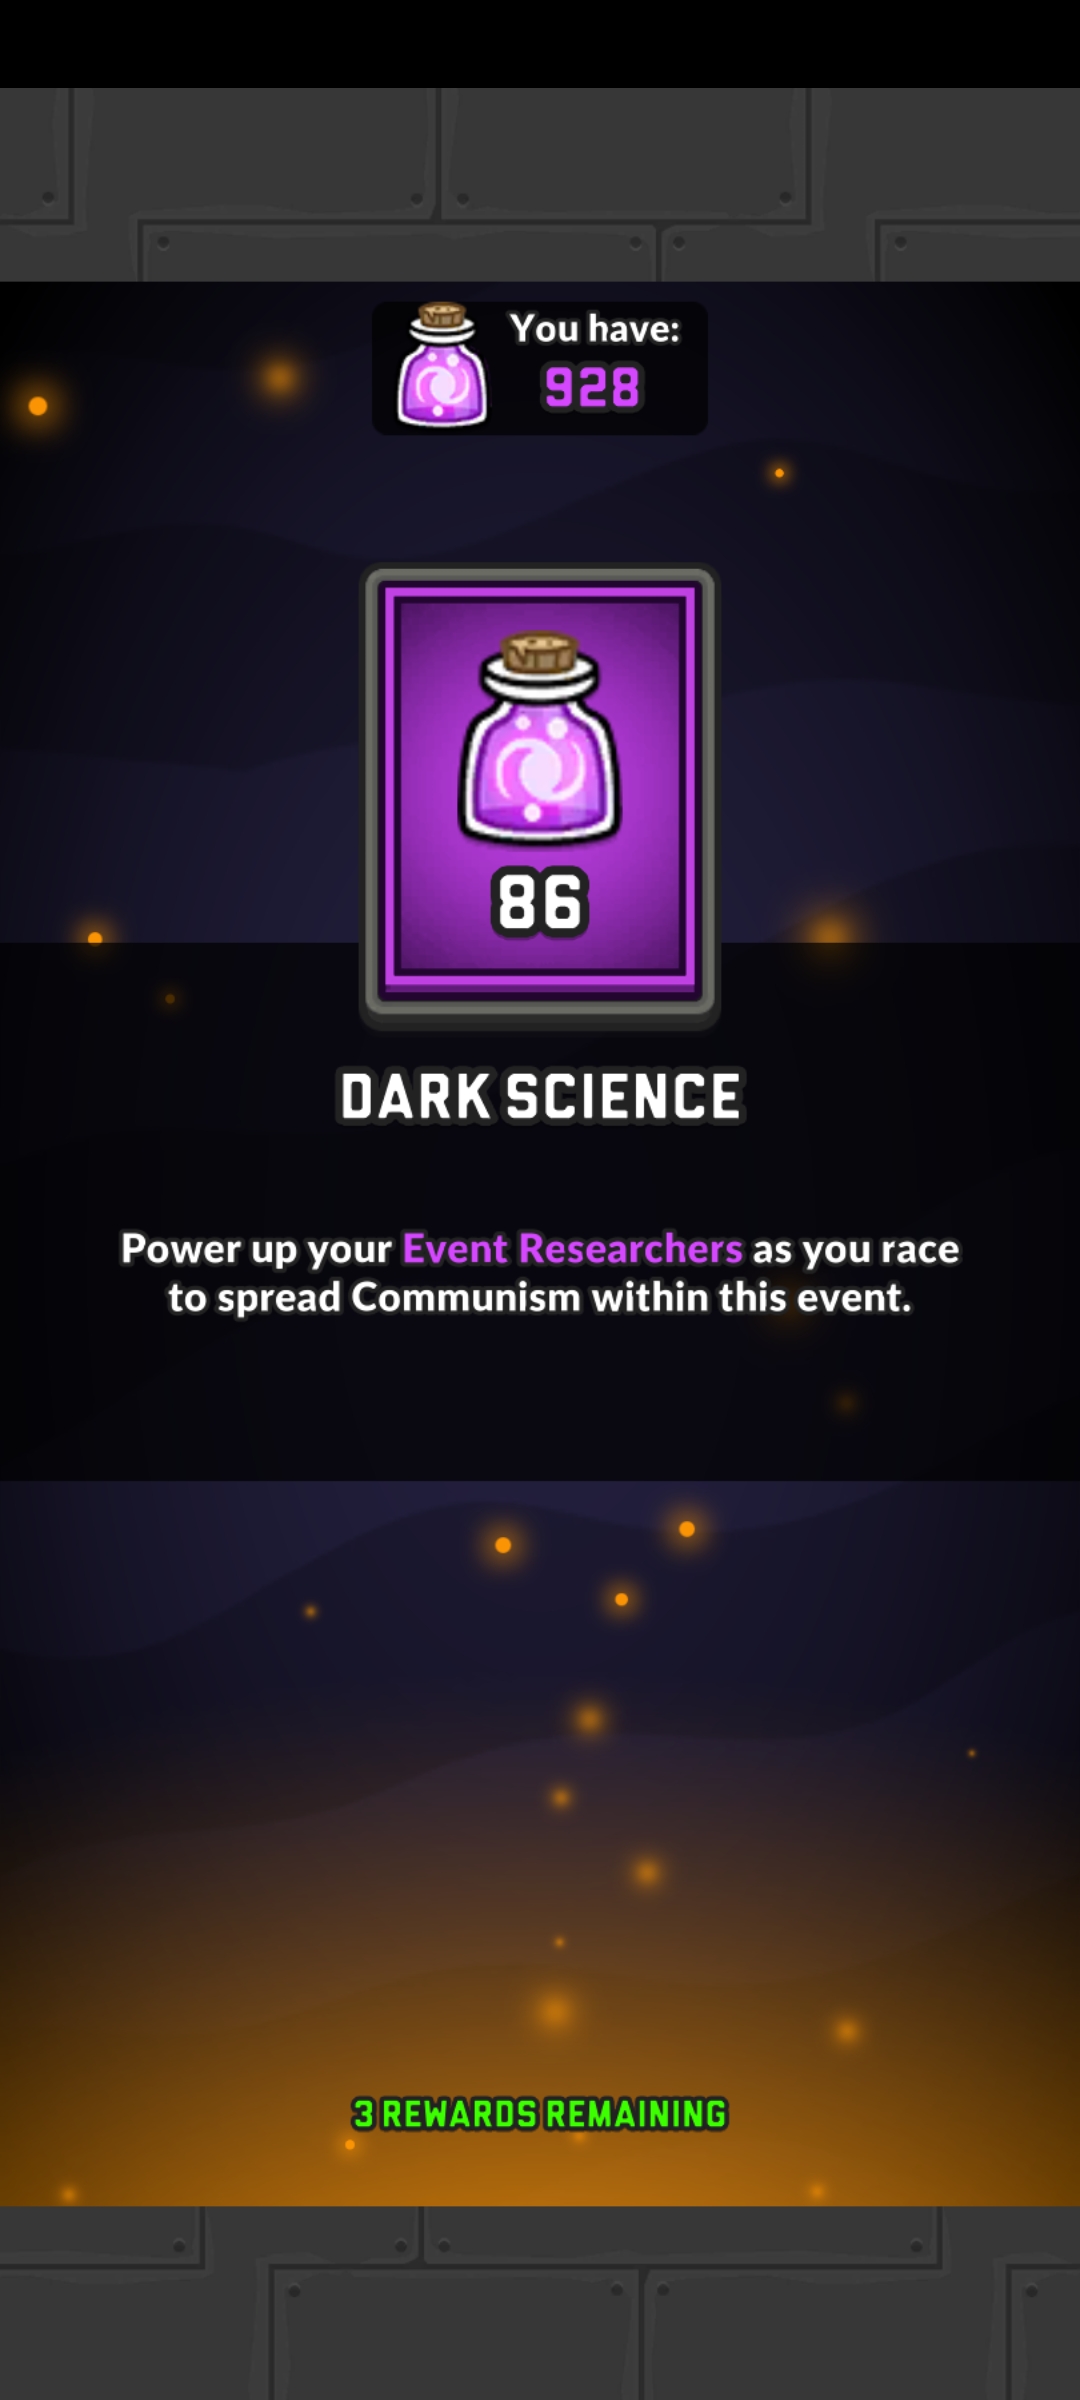 You have:
928
86
DARK SCIENCE
Power up your Event Researchers as you race
to spread Communism within this event.
3 REWARDS REMAINING